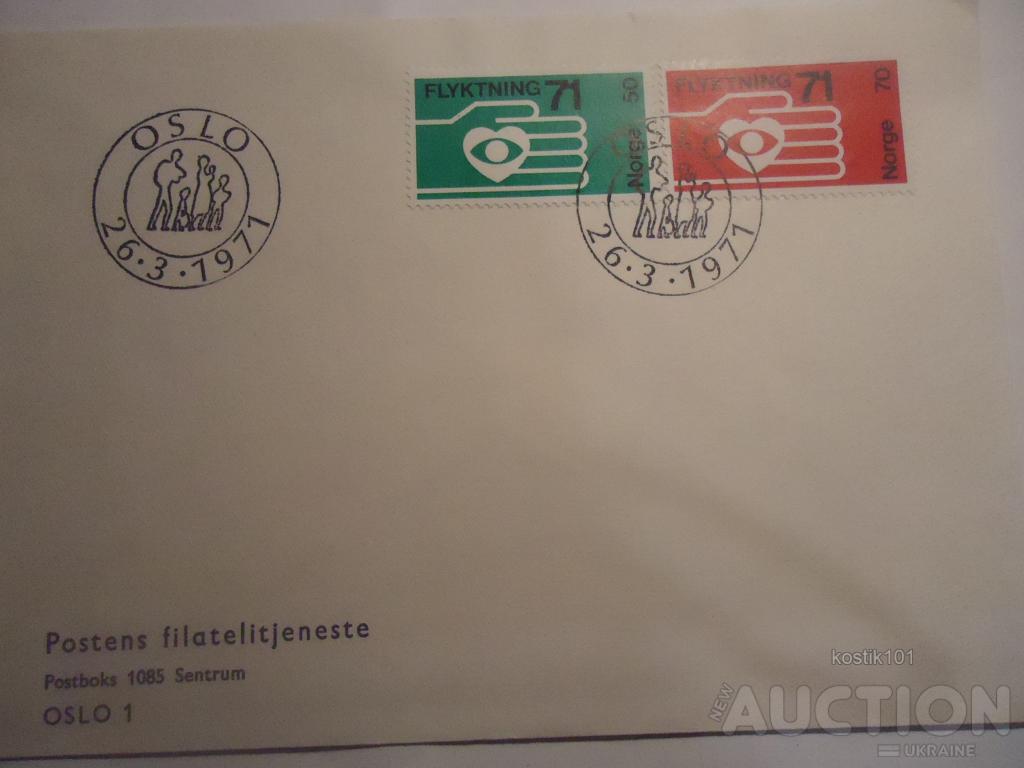 OSLO
26.3.1971
FLYKTNING 71
50
Norge
FLYKTNING 71
70
Norge
26.3.1971
Postens filatelitjeneste
Postboks 1085 Sentrum
OSLO 1
kostik101
NEW AUCTION
UKRAINE